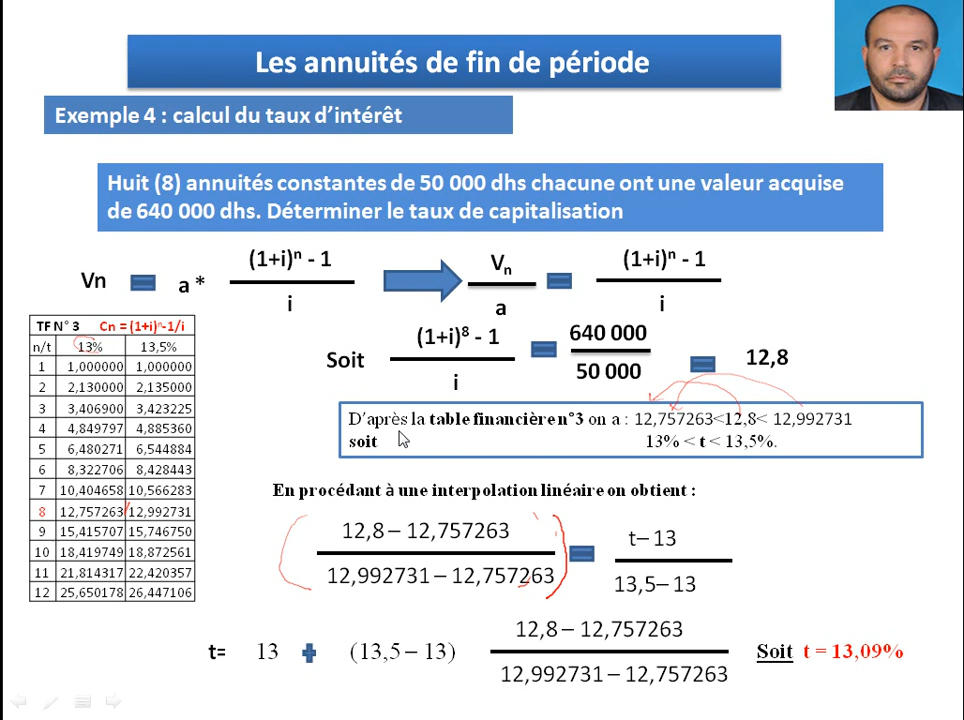 Les annuités de fin de période
Exemple 4 : calcul du taux d'intérêt
Huit (8) annuités constantes de 50 000 dhs chacune ont une valeur acquise
de 640 000 dhs. Déterminer le taux de capitalisation
Vn = a * (1+i)ⁿ - 1 / i
Vn / a = (1+i)ⁿ - 1 / i
Soit (1+i)⁸ - 1 / i = 640 000 / 50 000 = 12,8
TF N° 3 Cn = (1+i)ⁿ-1/i
n/t 13% 13,5%
1 1,000000 1,000000
2 2,130000 2,135000
3 3,406900 3,423225
4 4,849797 4,885360
5 6,480271 6,544884
6 8,322706 8,428443
7 10,404658 10,566283
8 12,757263 12,992731
9 15,415707 15,746750
10 18,419749 18,872561
11 21,814317 22,420357
12 25,650178 26,447106
D'après la table financière n°3 on a : 12,757263<12,8< 12,992731
soit 13% < t < 13,5%.
En procédant à une interpolation linéaire on obtient :
12,8 – 12,757263 / 12,992731 – 12,757263 = t– 13 / 13,5– 13
t= 13 + (13,5 – 13) 12,8 – 12,757263 / 12,992731 – 12,757263 Soit t = 13,09%